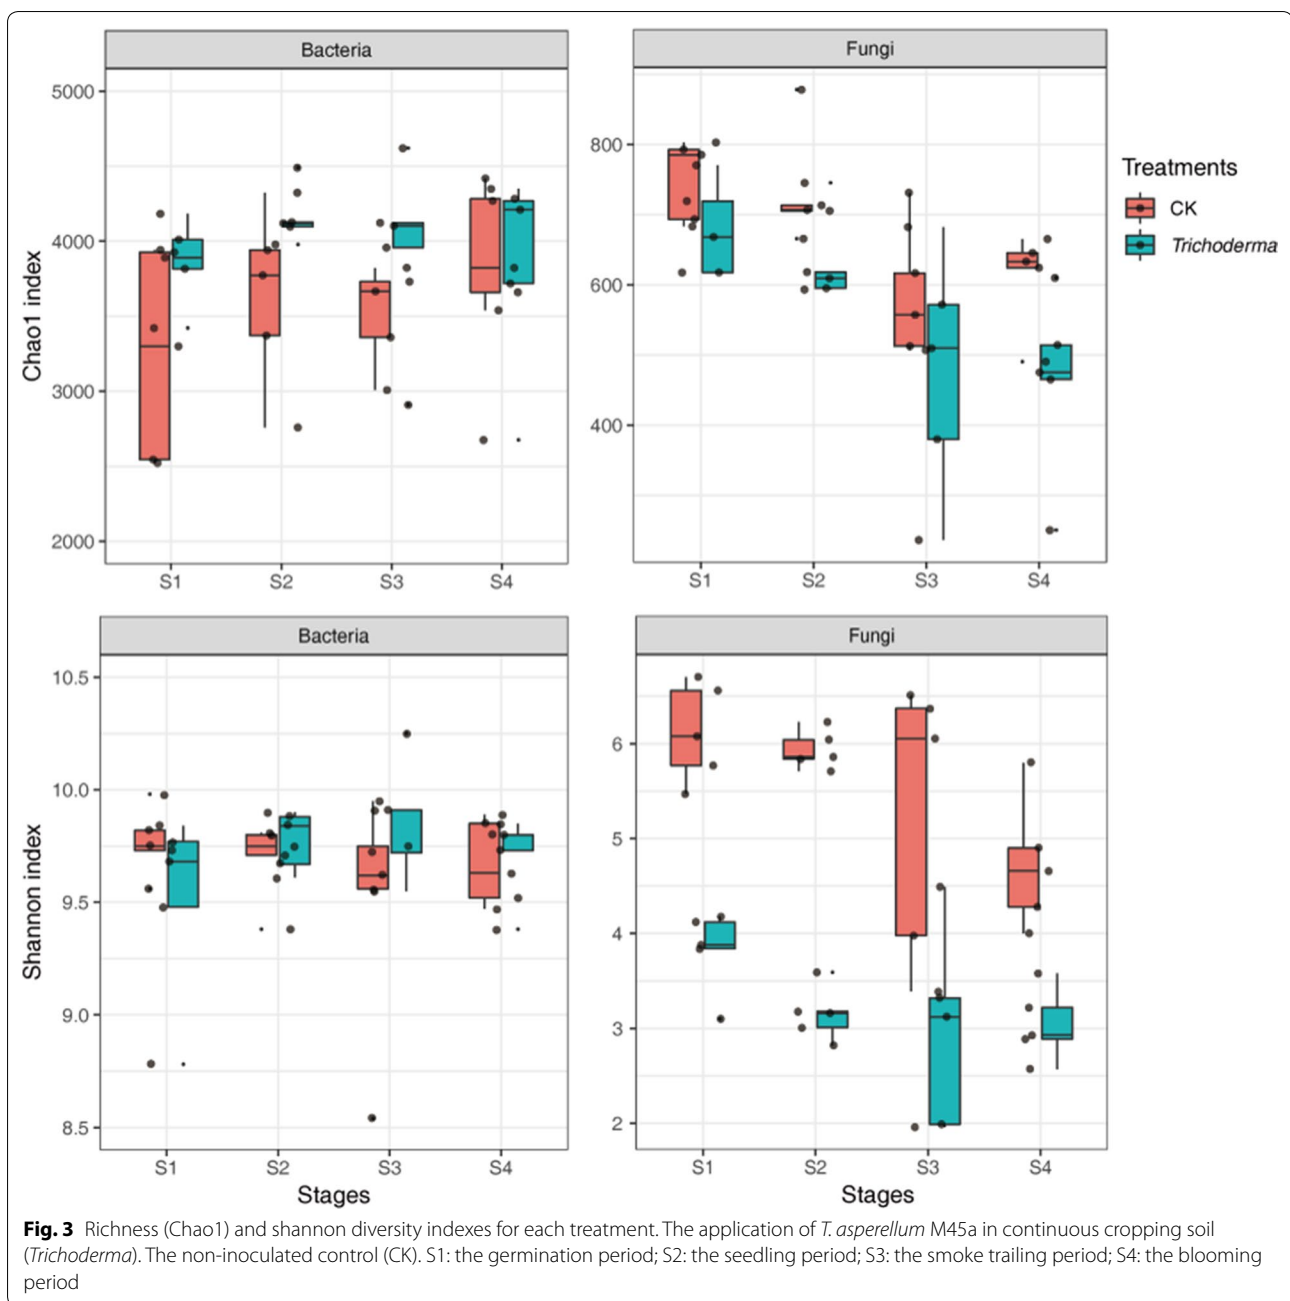 Bacteria
Fungi
Chao1 index
5000
4000
3000
2000
S1 S2 S3 S4
800
600
400
S1 S2 S3 S4
Treatments
CK
Trichoderma
Bacteria
Fungi
Shannon index
10.5
10.0
9.5
9.0
8.5
S1 S2 S3 S4
Stages
6
5
4
3
2
S1 S2 S3 S4
Stages
Fig. 3 Richness (Chao1) and shannon diversity indexes for each treatment. The application of T. asperellum M45a in continuous cropping soil
(Trichoderma). The non-inoculated control (CK). S1: the germination period; S2: the seedling period; S3: the smoke trailing period; S4: the blooming
period